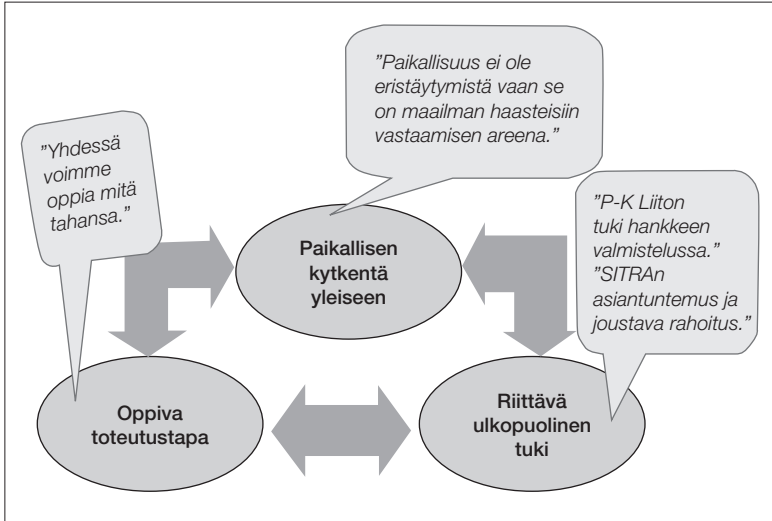 ”Paikallisuus ei ole
eristäytymistä vaan se
on maailman haasteisiin
vastaamisen areena.”
”Yhdessä
voimme
oppia mitä
tahansa.”
”P-K Liiton
tuki hankkeen
valmistelussa.”
”SITRAn
asiantuntemus ja
joustava rahoitus.”
Paikallisen
kytkentä
yleiseen
Oppiva
toteutustapa
Riittävä
ulkopuolinen
tuki